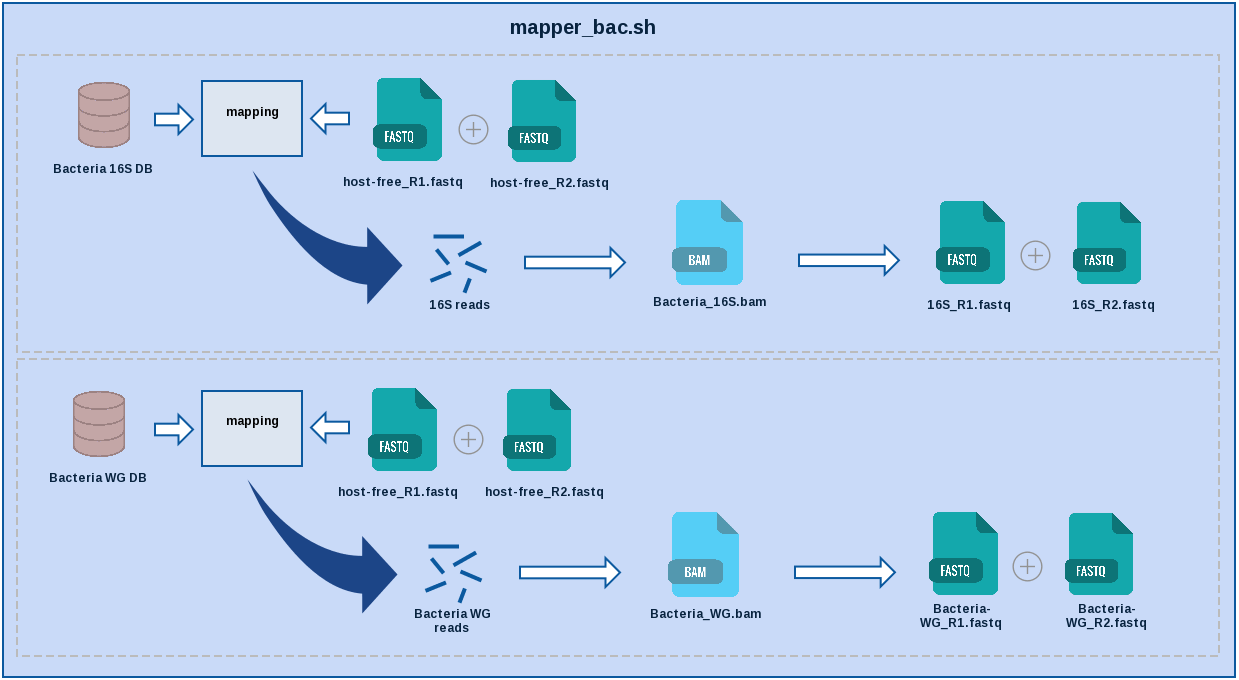 mapper_bac.sh
mapping
FASTQ
FASTQ
Bacteria 16S DB
host-free_R1.fastq
host-free_R2.fastq
BAM
FASTQ
FASTQ
16S reads
Bacteria_16S.bam
16S_R1.fastq
16S_R2.fastq
mapping
FASTQ
FASTQ
Bacteria WG DB
host-free_R1.fastq
host-free_R2.fastq
BAM
FASTQ
FASTQ
Bacteria WG
reads
Bacteria_WG.bam
Bacteria-
WG_R1.fastq
Bacteria-
WG_R2.fastq